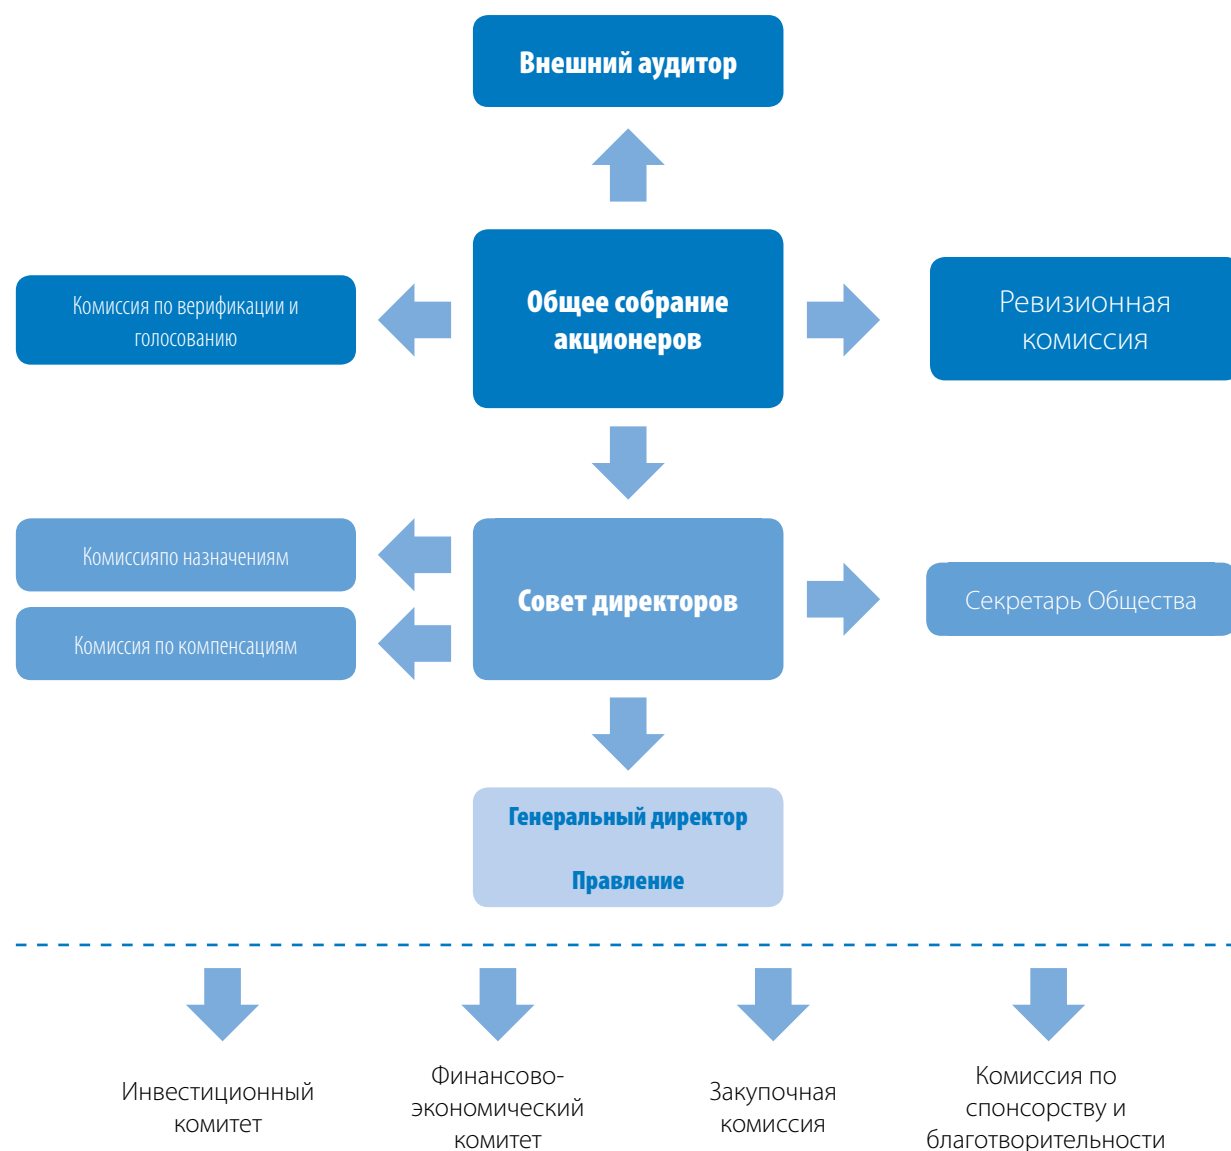 Внешний аудитор
Комиссия по верификации и
голосованию
Общее собрание
акционеров
Ревизионная
комиссия
Комиссияпо назначениям
Комиссия по компенсациям
Совет директоров
Секретарь Общества
Генеральный директор
Правление
Инвестиционный
комитет
Финансово-
экономический
комитет
Закупочная
комиссия
Комиссия по
спонсорству и
благотворительности